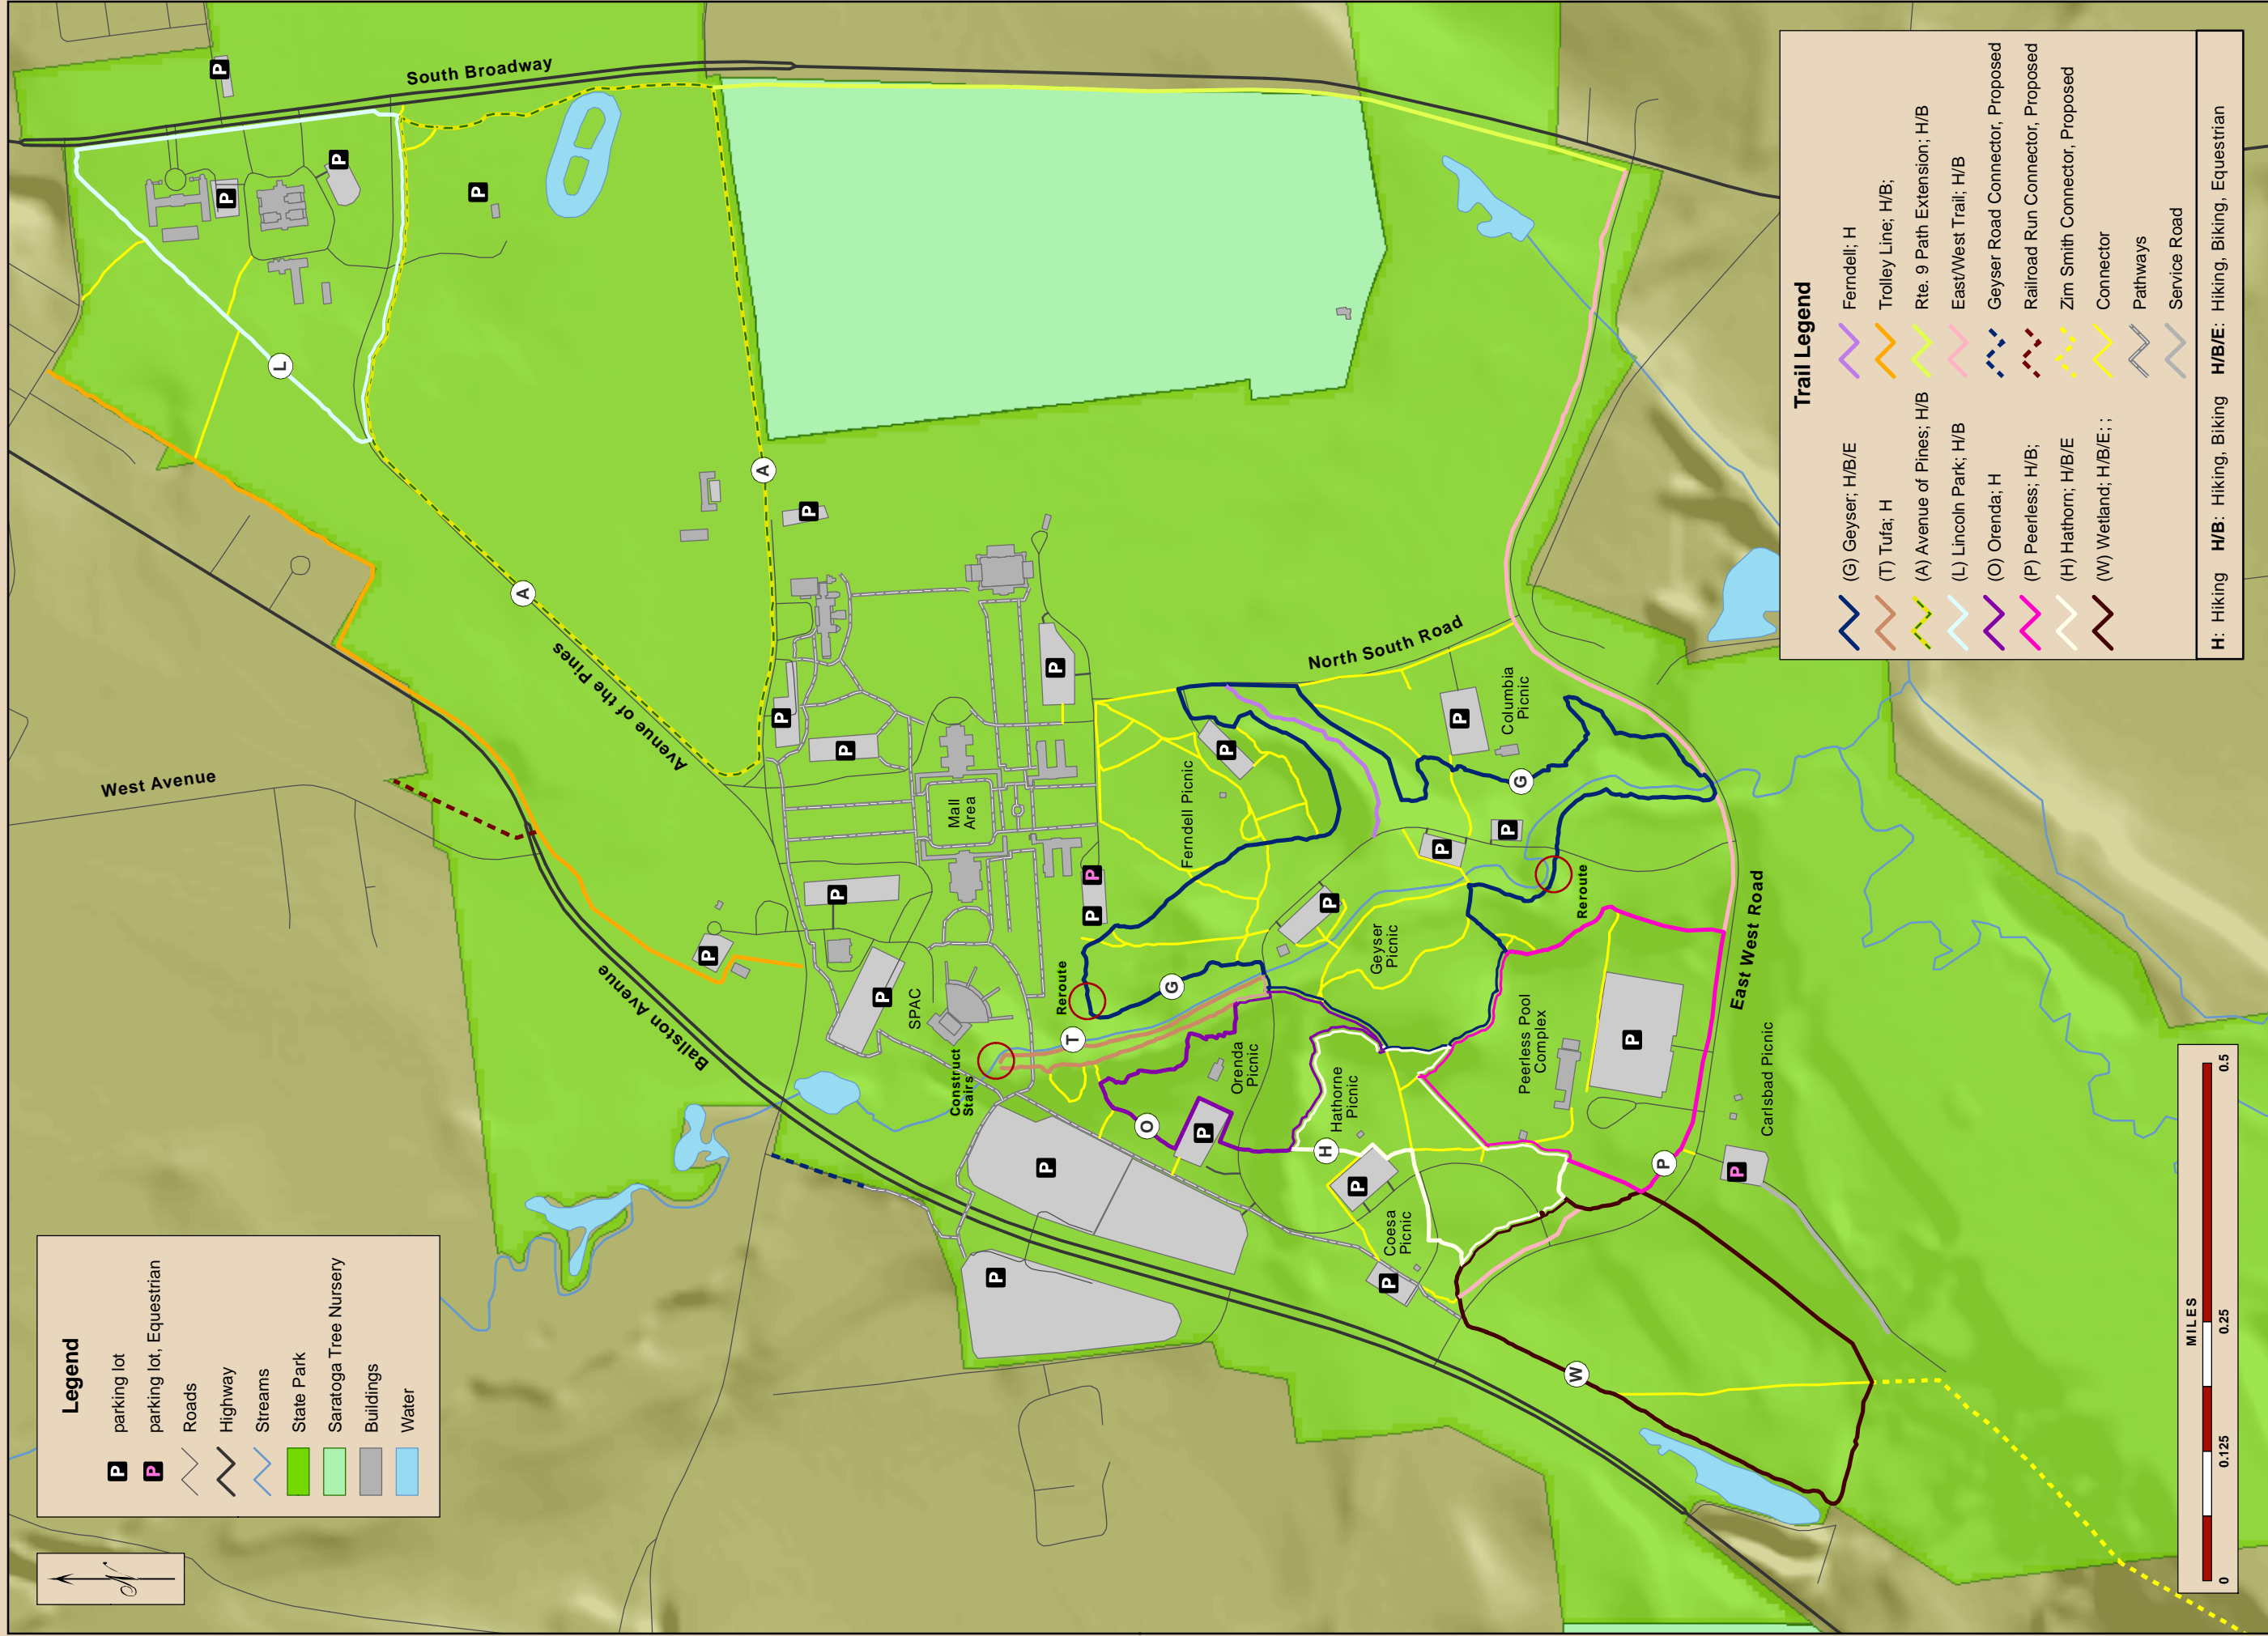 Legend
P parking lot
P parking lot, Equestrian
Roads
Highway
Streams
State Park
Saratoga Tree Nursery
Buildings
Water
N
South Broadway
P
P
P
P
L
A
A
Avenue of the Pines
West Avenue
Ballston Avenue
P
P
P
P
P
P
P
P
P
Mall
Area
SPAC
Construct
Stairs
Reroute
T
G
O
P
P
P
P
Orenda
Picnic
Ferndell Picnic
P
North South Road
P
Columbia
Picnic
G
P
P
P
Reroute
Geyser
Picnic
Hathorne
Picnic
H
P
Coesa
Picnic
P
Peerless Pool
Complex
P
P
East West Road
Carlsbad Picnic
P
W
Trail Legend
(G) Geyser; H/B/E
(T) Tufa; H
(A) Avenue of Pines; H/B
(L) Lincoln Park; H/B
(O) Orenda; H
(P) Peerless; H/B;
(H) Hathorn; H/B/E
(W) Wetland; H/B/E; ;
Ferndell; H
Trolley Line; H/B;
Rte. 9 Path Extension; H/B
East/West Trail; H/B
Geyser Road Connector, Proposed
Railroad Run Connector, Proposed
Zim Smith Connector, Proposed
Connector
Pathways
Service Road
H: Hiking H/B: Hiking, Biking H/B/E: Hiking, Biking, Equestrian
MILES
0 0.125 0.25 0.5